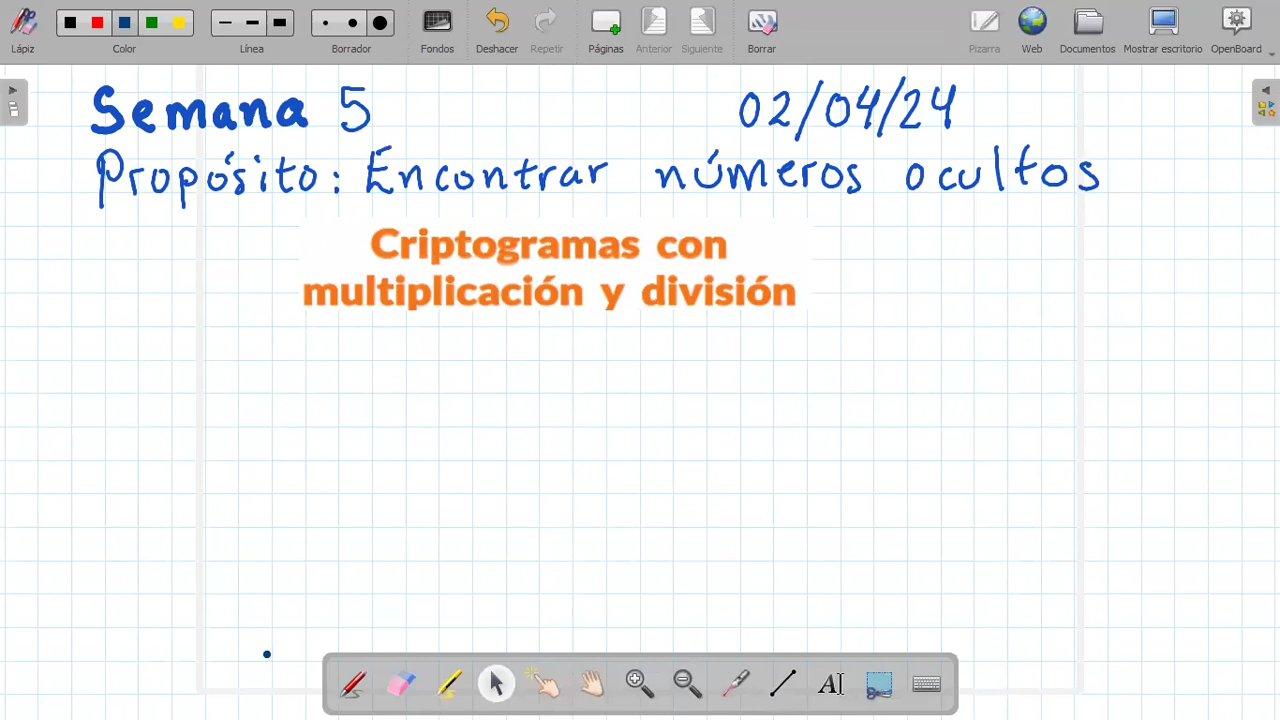 Lápiz Color Línea Borrador Fondos Deshacer Repetir Páginas Anterior Siguiente Borrar Pizarra Web Documentos Mostrar escritorio OpenBoard
Semana 5 02/04/24
Propósito: Encontrar números ocultos
Criptogramas con
multiplicación y división
AI